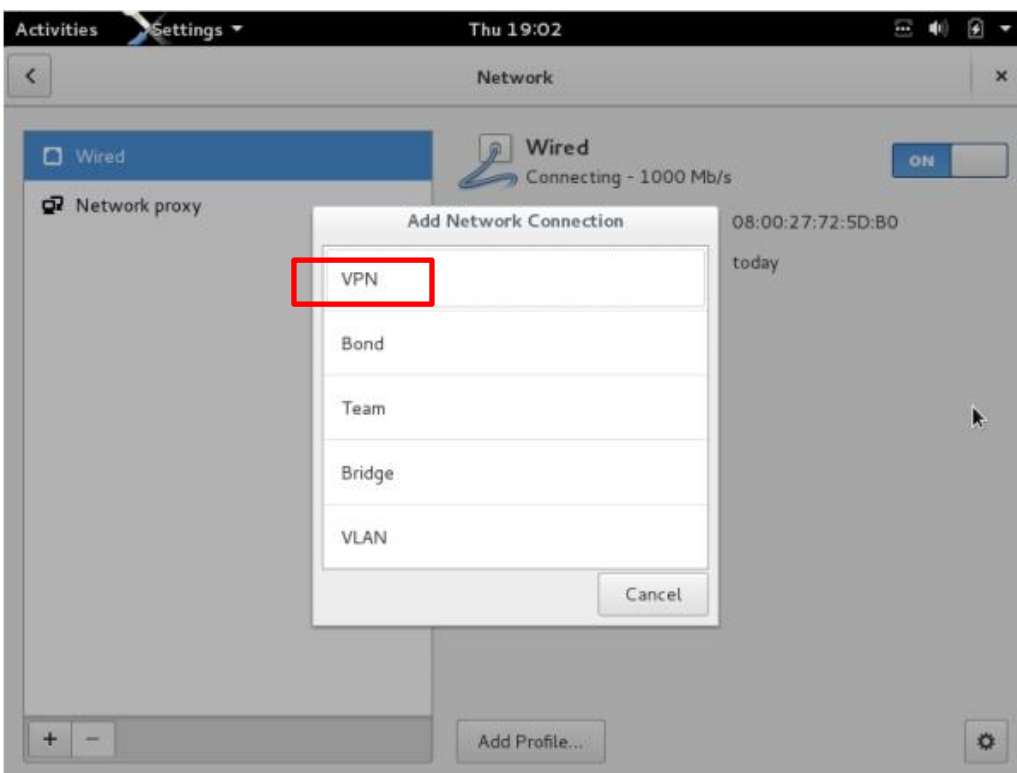 Activities Settings Thu 19:02
Network
Wired
Network proxy
Wired
Connecting - 1000 Mb/s
ON
08:00:27:72:5D:B0
today
Add Network Connection
VPN
Bond
Team
Bridge
VLAN
Cancel
Add Profile...